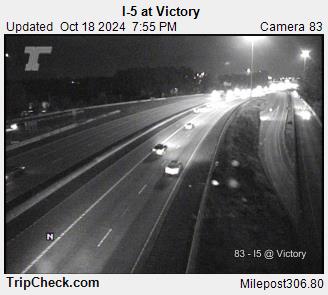 I-5 at Victory
Updated Oct 18 2024 7:55 PM Camera 83
T
N
83 - I5 @ Victory
TripCheck.com Milepost306.80